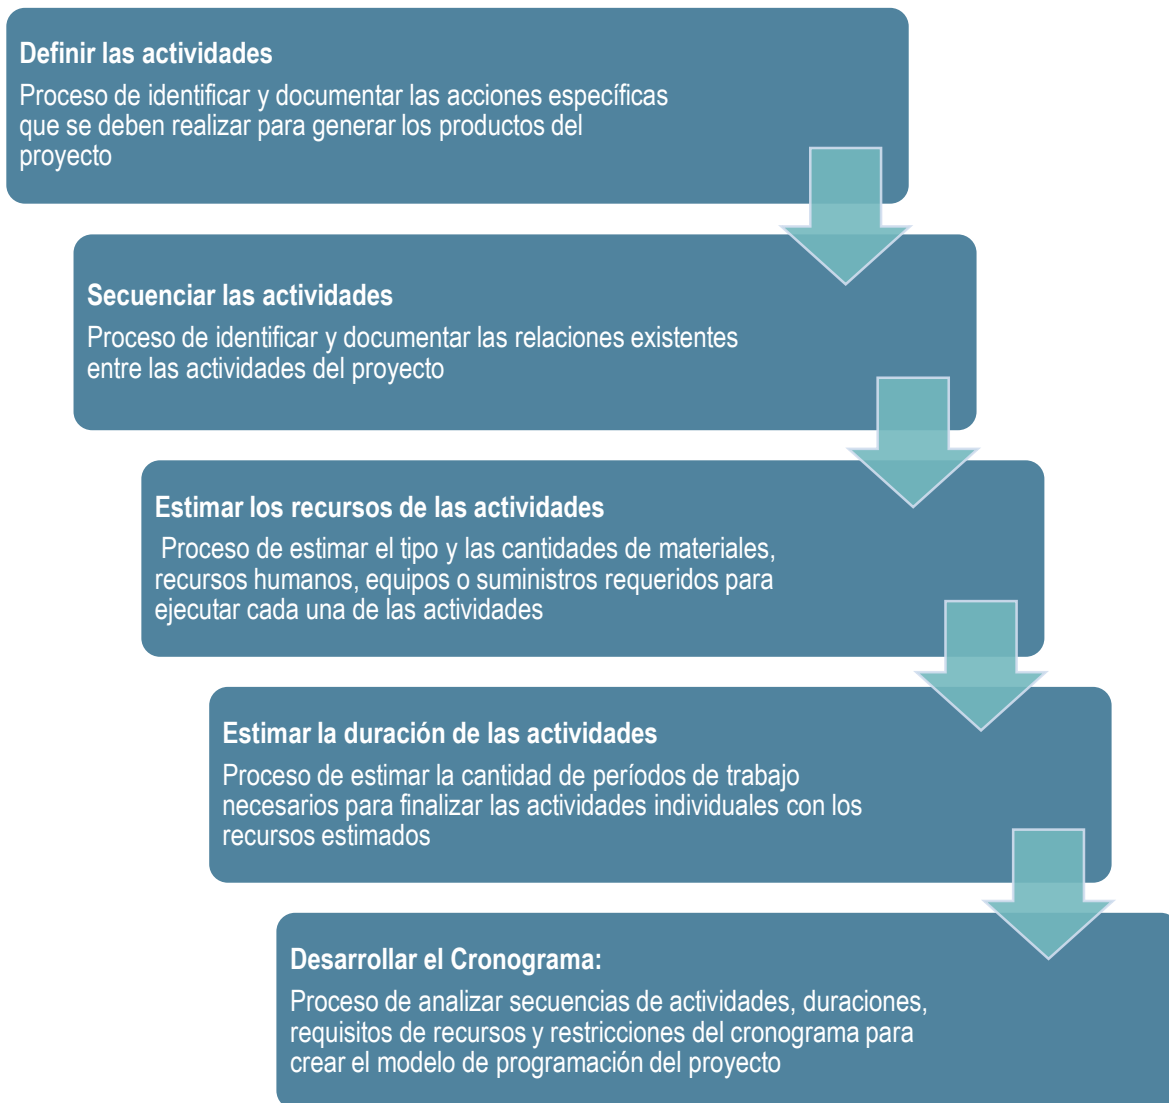 Definir las actividades
Proceso de identificar y documentar las acciones específicas
que se deben realizar para generar los productos del
proyecto
Secuenciar las actividades
Proceso de identificar y documentar las relaciones existentes
entre las actividades del proyecto
Estimar los recursos de las actividades
Proceso de estimar el tipo y las cantidades de materiales,
recursos humanos, equipos o suministros requeridos para
ejecutar cada una de las actividades
Estimar la duración de las actividades
Proceso de estimar la cantidad de períodos de trabajo
necesarios para finalizar las actividades individuales con los
recursos estimados
Desarrollar el Cronograma:
Proceso de analizar secuencias de actividades, duraciones,
requisitos de recursos y restricciones del cronograma para
crear el modelo de programación del proyecto